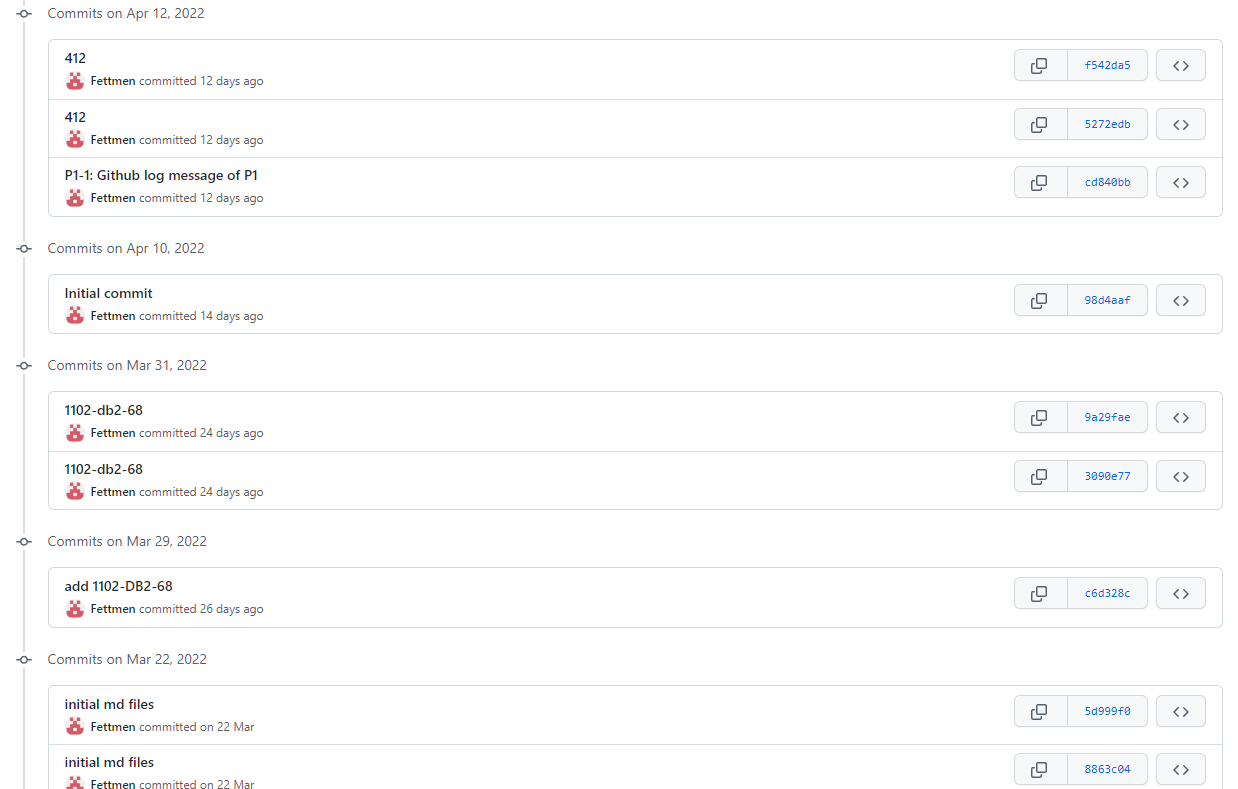 Commits on Apr 12, 2022
412
Fettmen committed 12 days ago
f542da5
412
Fettmen committed 12 days ago
5272edb
P1-1: Github log message of P1
Fettmen committed 12 days ago
cd840bb
Commits on Apr 10, 2022
Initial commit
Fettmen committed 14 days ago
98d4aaf
Commits on Mar 31, 2022
1102-db2-68
Fettmen committed 24 days ago
9a29fae
1102-db2-68
Fettmen committed 24 days ago
3090e77
Commits on Mar 29, 2022
add 1102-DB2-68
Fettmen committed 26 days ago
c6d328c
Commits on Mar 22, 2022
initial md files
Fettmen committed on 22 Mar
5d999f0
initial md files
Fettmen committed on 22 Mar
8863c04